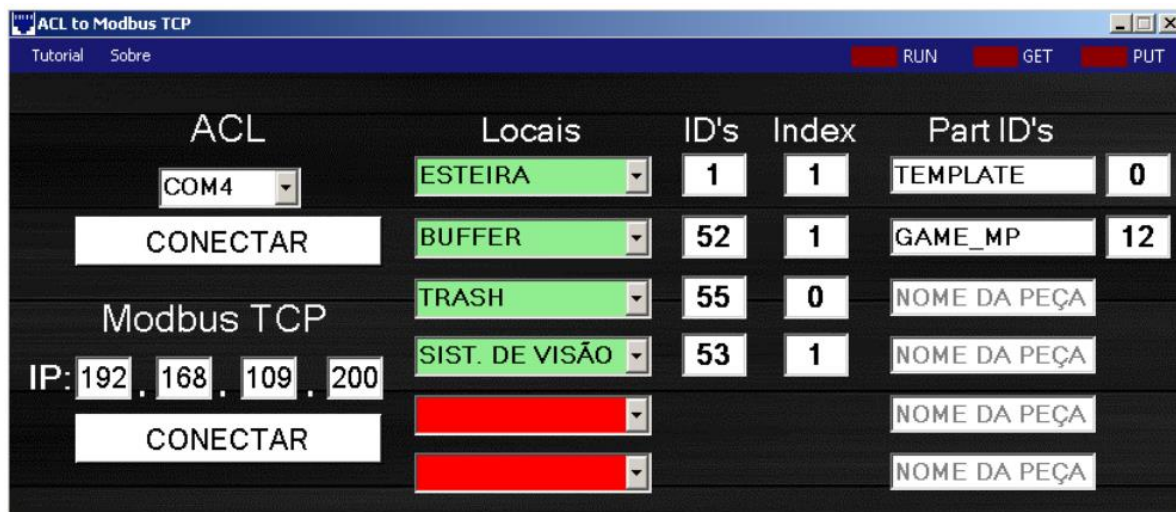 ACL to Modbus TCP
Tutorial Sobre RUN GET PUT
ACL Locais ID's Index Part ID's
COM4 ESTEIRA 1 1 TEMPLATE 0
CONECTAR BUFFER 52 1 GAME_MP 12
TRASH 55 0 NOME DA PEÇA
Modbus TCP
SIST. DE VISÃO 53 1 NOME DA PEÇA
IP: 192 . 168 . 109 . 200
NOME DA PEÇA
CONECTAR
NOME DA PEÇA